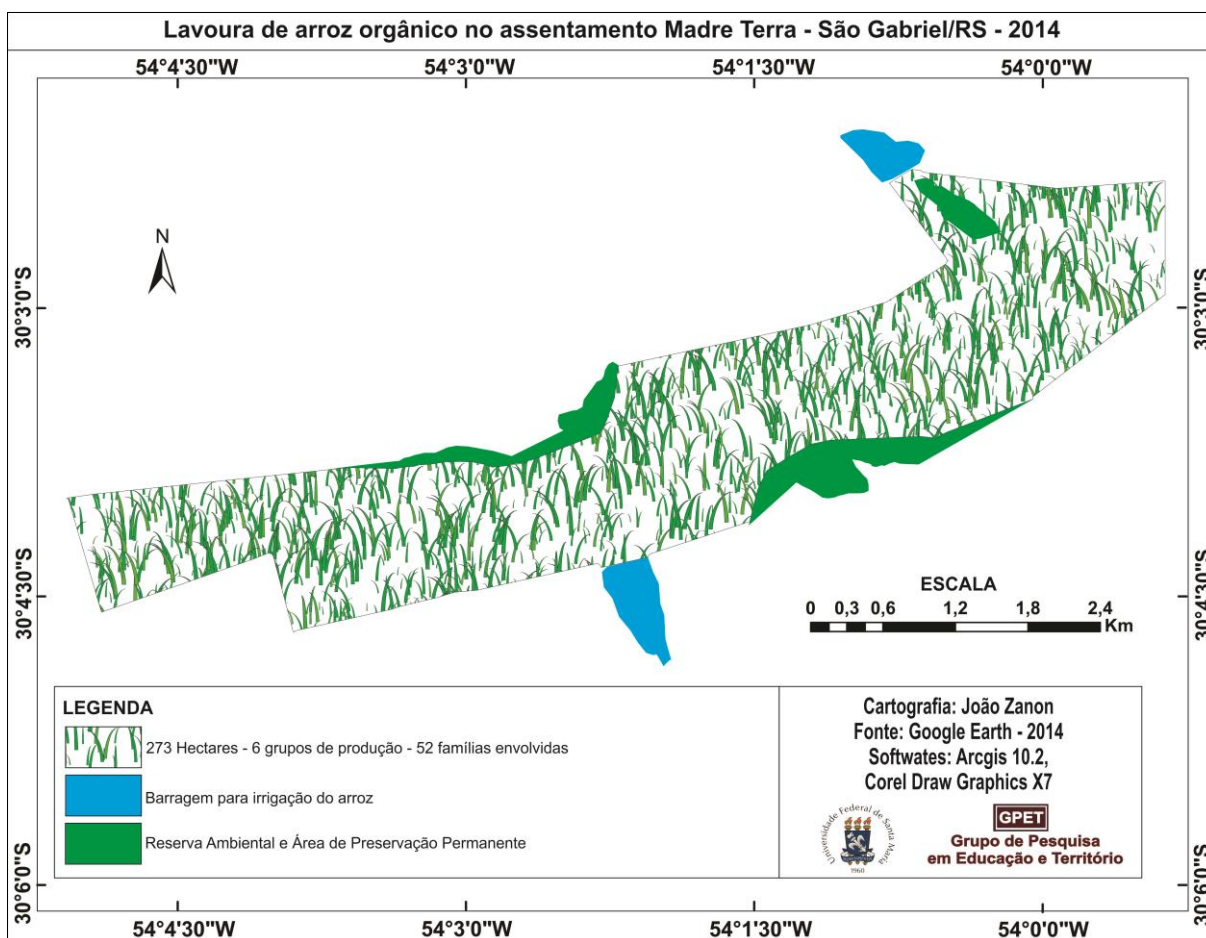 Lavoura de arroz orgânico no assentamento Madre Terra - São Gabriel/RS - 2014
54°4'30"W 54°3'0"W 54°1'30"W 54°0'0"W
N
30°3'0"S 30°3'0"S
30°4'30"S 30°4'30"S
ESCALA
0 0,3 0,6 1,2 1,8 2,4
Km
LEGENDA
273 Hectares - 6 grupos de produção - 52 famílias envolvidas
Barragem para irrigação do arroz
Reserva Ambiental e Área de Preservação Permanente
Cartografia: João Zanon
Fonte: Google Earth - 2014
Softwates: Arcgis 10.2,
Corel Draw Graphics X7
Universidade Federal de Santa Maria
1960
GPET
Grupo de Pesquisa
em Educação e Território
30°6'0"S 30°6'0"S
54°4'30"W 54°3'0"W 54°1'30"W 54°0'0"W